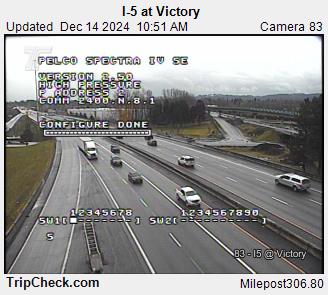 I-5 at Victory
Updated Dec 14 2024 10:51 AM Camera 83
PELCO SPECTRA IV SE
VERSION 2.50
HIGH PRESSURE
P ADDRESS 2
COMM 2400.N.8.1
CONFIGURE DONE
12345678 1234567890
SW1 SW2
S
83 - I5 @ Victory
TripCheck.com Milepost306.80